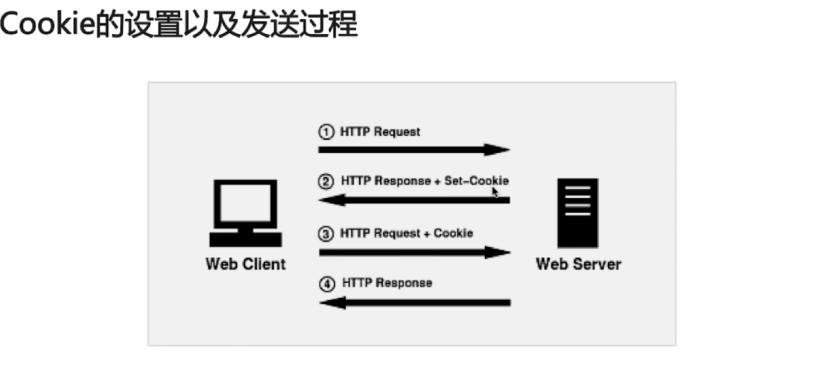 Cookie的设置以及发送过程
① HTTP Request
② HTTP Response + Set-Cookie
③ HTTP Request + Cookie
Web Client
Web Server
④ HTTP Response